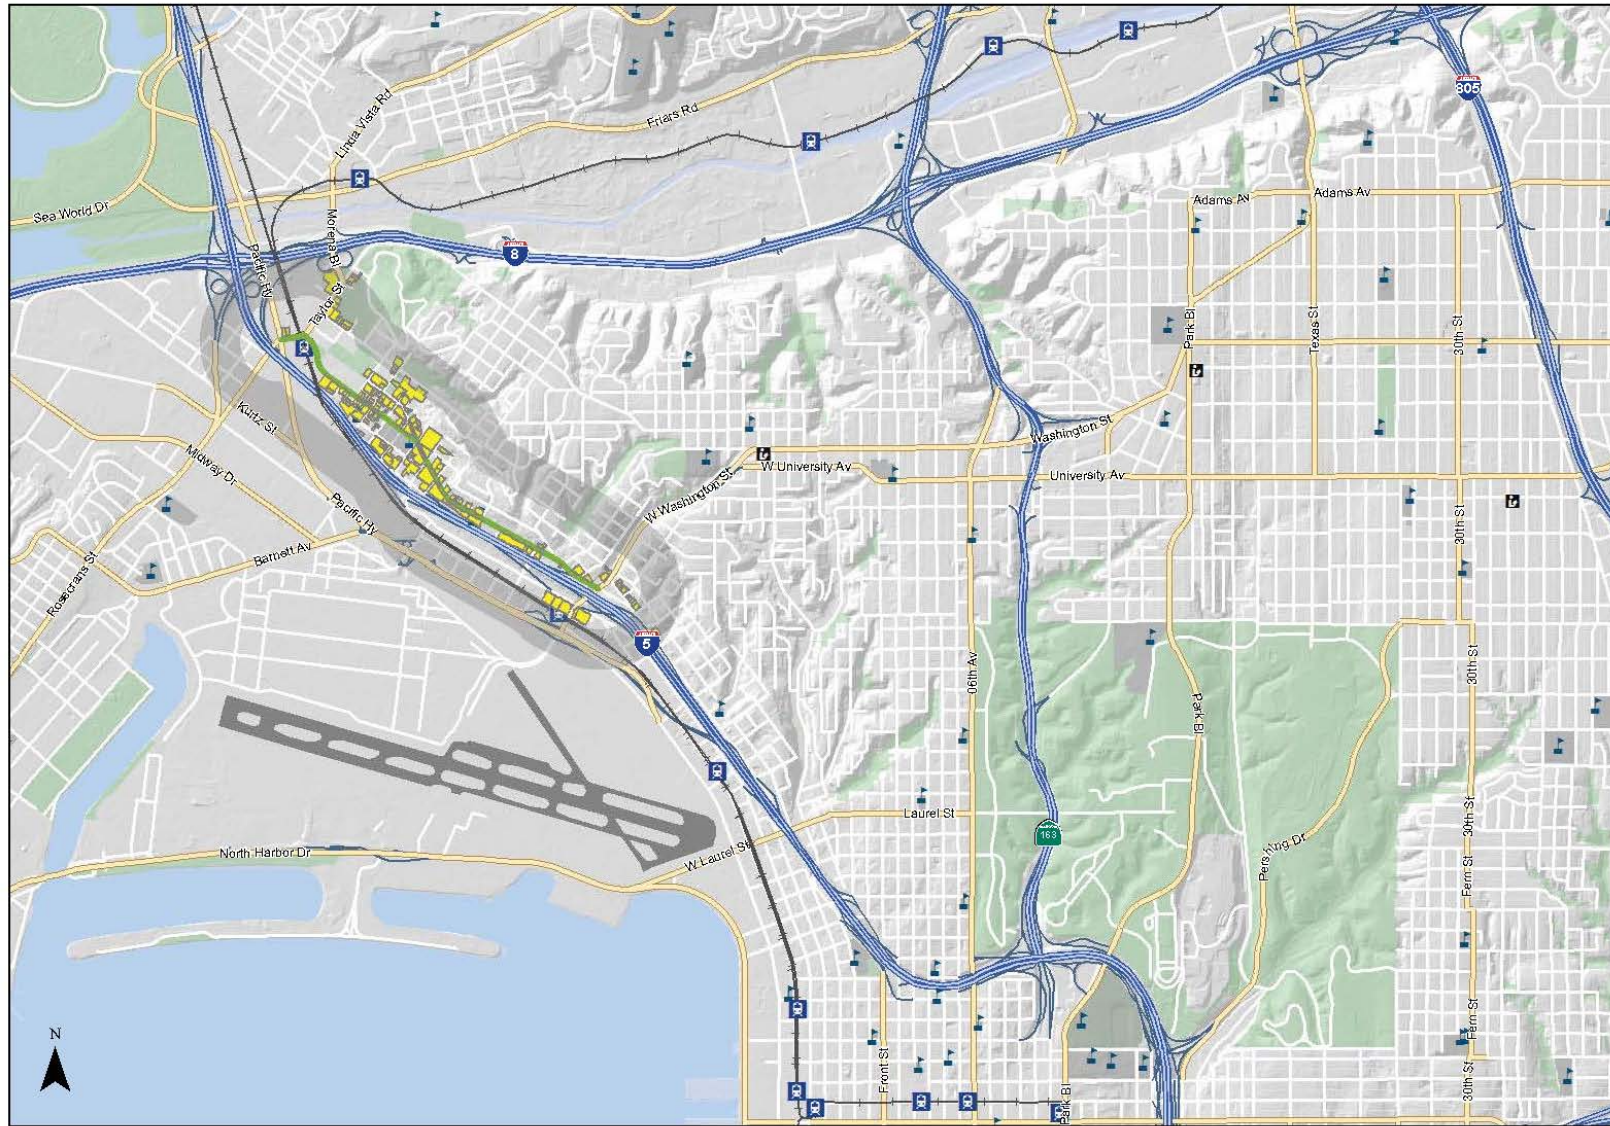 805
Linda Vista Rd
Friars Rd
Adams Av
Adams Av
Sea World Dr
Morena Bl
8
Pacific Hy
Taylor St
Park Bl
Texas St
30th St
Kurtz St
Midway Dr
Washington St
W University Av
University Av
W Washington St
Pacific Hy
Barnett Av
Rosecrans St
30th St
5
06th Av
30th St
Park Bl
Laurel St
163
30th St
Pershing Dr
W Laurel St
North Harbor Dr
Fern St
Fern St
N
Front St
Park Bl
30th St